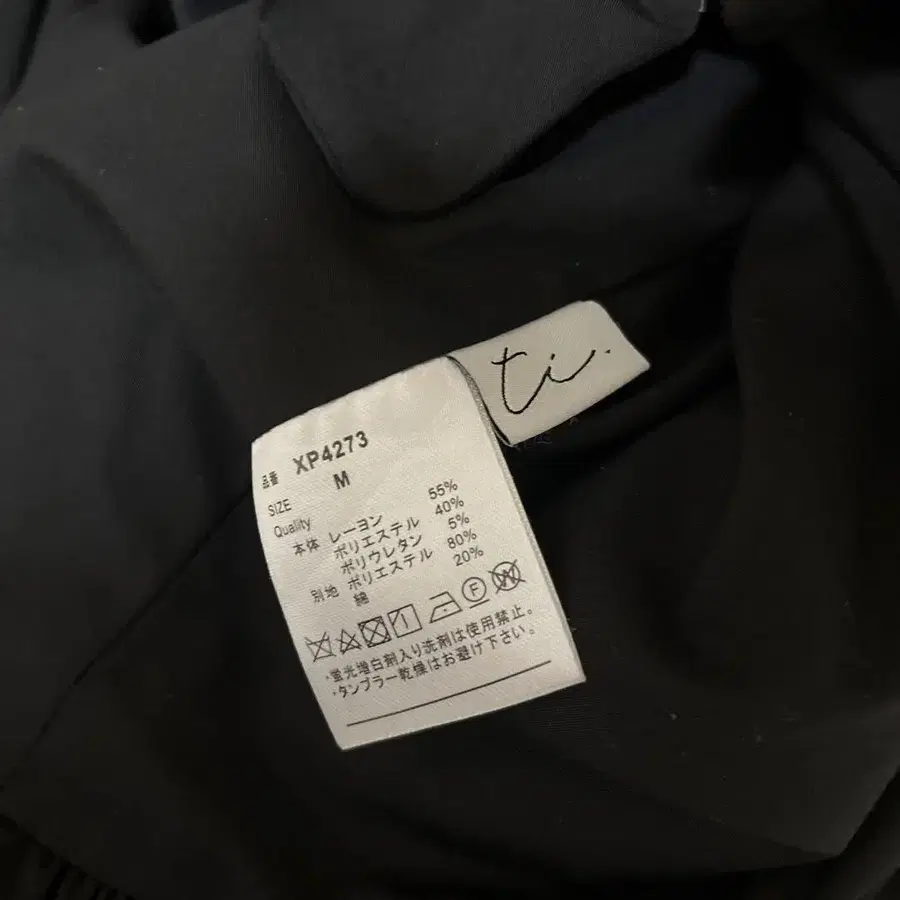 ti.
品番 XP4273
SIZE M
Quality
本体 レーヨン 55%
ポリエステル 40%
ポリウレタン 5%
別地 ポリエステル 80%
綿 20%
F W
・蛍光増白剤入り洗剤は使用禁止。
・タンブラー乾燥はお避け下さい。